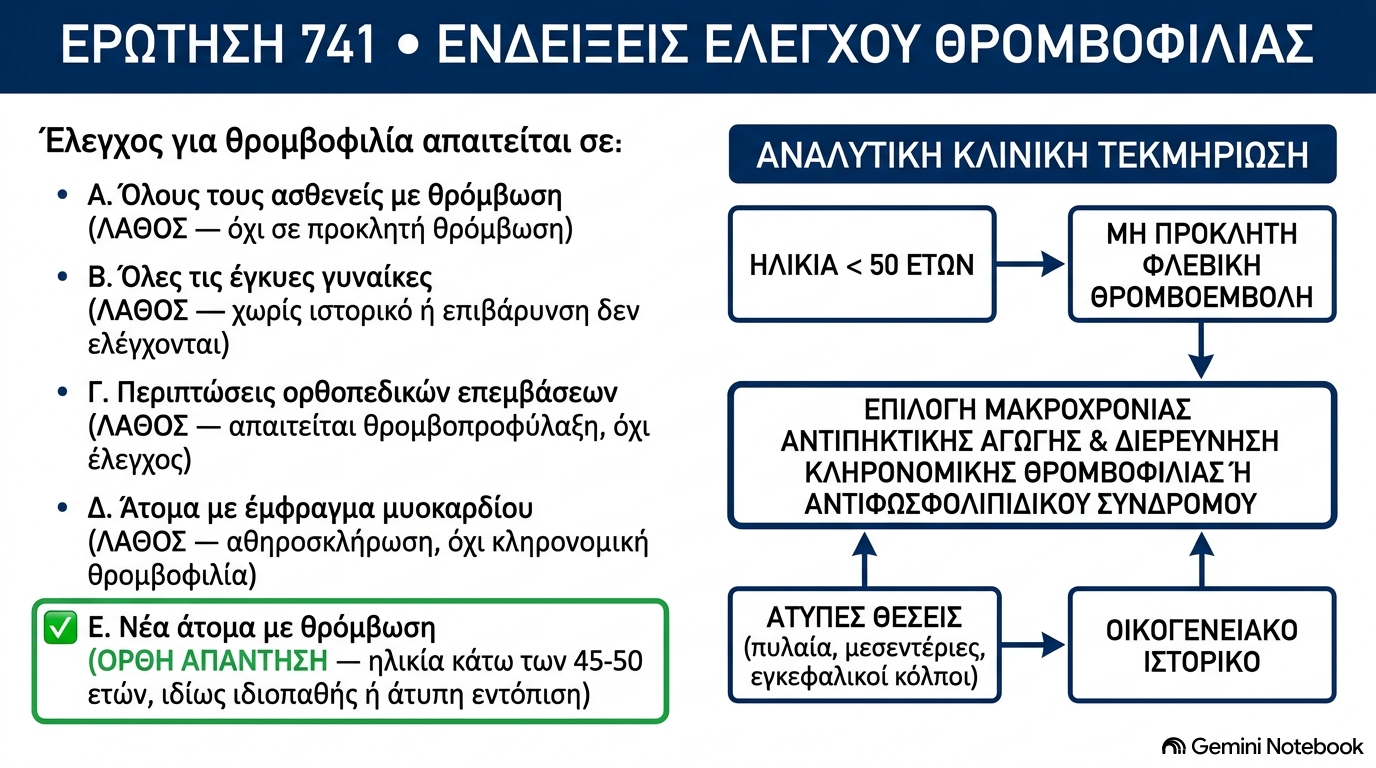 ΕΡΩΤΗΣΗ 741 • ΕΝΔΕΙΞΕΙΣ ΕΛΕΓΧΟΥ ΘΡΟΜΒΟΦΙΛΙΑΣ
Έλεγχος για θρομβοφιλία απαιτείται σε:
• Α. Όλους τους ασθενείς με θρόμβωση
(ΛΑΘΟΣ — όχι σε προκλητή θρόμβωση)
• Β. Όλες τις έγκυες γυναίκες
(ΛΑΘΟΣ — χωρίς ιστορικό ή επιβάρυνση δεν
ελέγχονται)
• Γ. Περιπτώσεις ορθοπεδικών επεμβάσεων
(ΛΑΘΟΣ — απαιτείται θρομβοπροφύλαξη, όχι
έλεγχος)
• Δ. Άτομα με έμφραγμα μυοκαρδίου
(ΛΑΘΟΣ — αθηροσκλήρωση, όχι κληρονομική
θρομβοφιλία)
✅ Ε. Νέα άτομα με θρόμβωση
(ΟΡΘΗ ΑΠΑΝΤΗΣΗ — ηλικία κάτω των 45-50
ετών, ιδίως ιδιοπαθής ή άτυπη εντόπιση)
ΑΝΑΛΥΤΙΚΗ ΚΛΙΝΙΚΗ ΤΕΚΜΗΡΙΩΣΗ
ΗΛΙΚΙΑ < 50 ΕΤΩΝ
ΜΗ ΠΡΟΚΛΗΤΗ
ΦΛΕΒΙΚΗ
ΘΡΟΜΒΟΕΜΒΟΛΗ
ΕΠΙΛΟΓΗ ΜΑΚΡΟΧΡΟΝΙΑΣ
ΑΝΤΙΠΗΚΤΙΚΗΣ ΑΓΩΓΗΣ & ΔΙΕΡΕΥΝΗΣΗ
ΚΛΗΡΟΝΟΜΙΚΗΣ ΘΡΟΜΒΟΦΙΛΙΑΣ Ή
ΑΝΤΙΦΩΣΦΟΛΙΠΙΔΙΚΟΥ ΣΥΝΔΡΟΜΟΥ
ΑΤΥΠΕΣ ΘΕΣΕΙΣ
(πυλαία, μεσεντέριες,
εγκεφαλικοί κόλποι)
ΟΙΚΟΓΕΝΕΙΑΚΟ
ΙΣΤΟΡΙΚΟ
Gemini Notebook